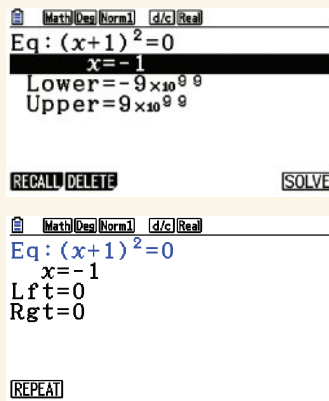 Math Deg Norm1 d/c Real
Eq:(x+1)²=0
x=-1
Lower=-9×10⁹⁹
Upper=9×10⁹⁹
RECALL DELETE SOLVE
Math Deg Norm1 d/c Real
Eq:(x+1)²=0
x=-1
Lft=0
Rgt=0
REPEAT